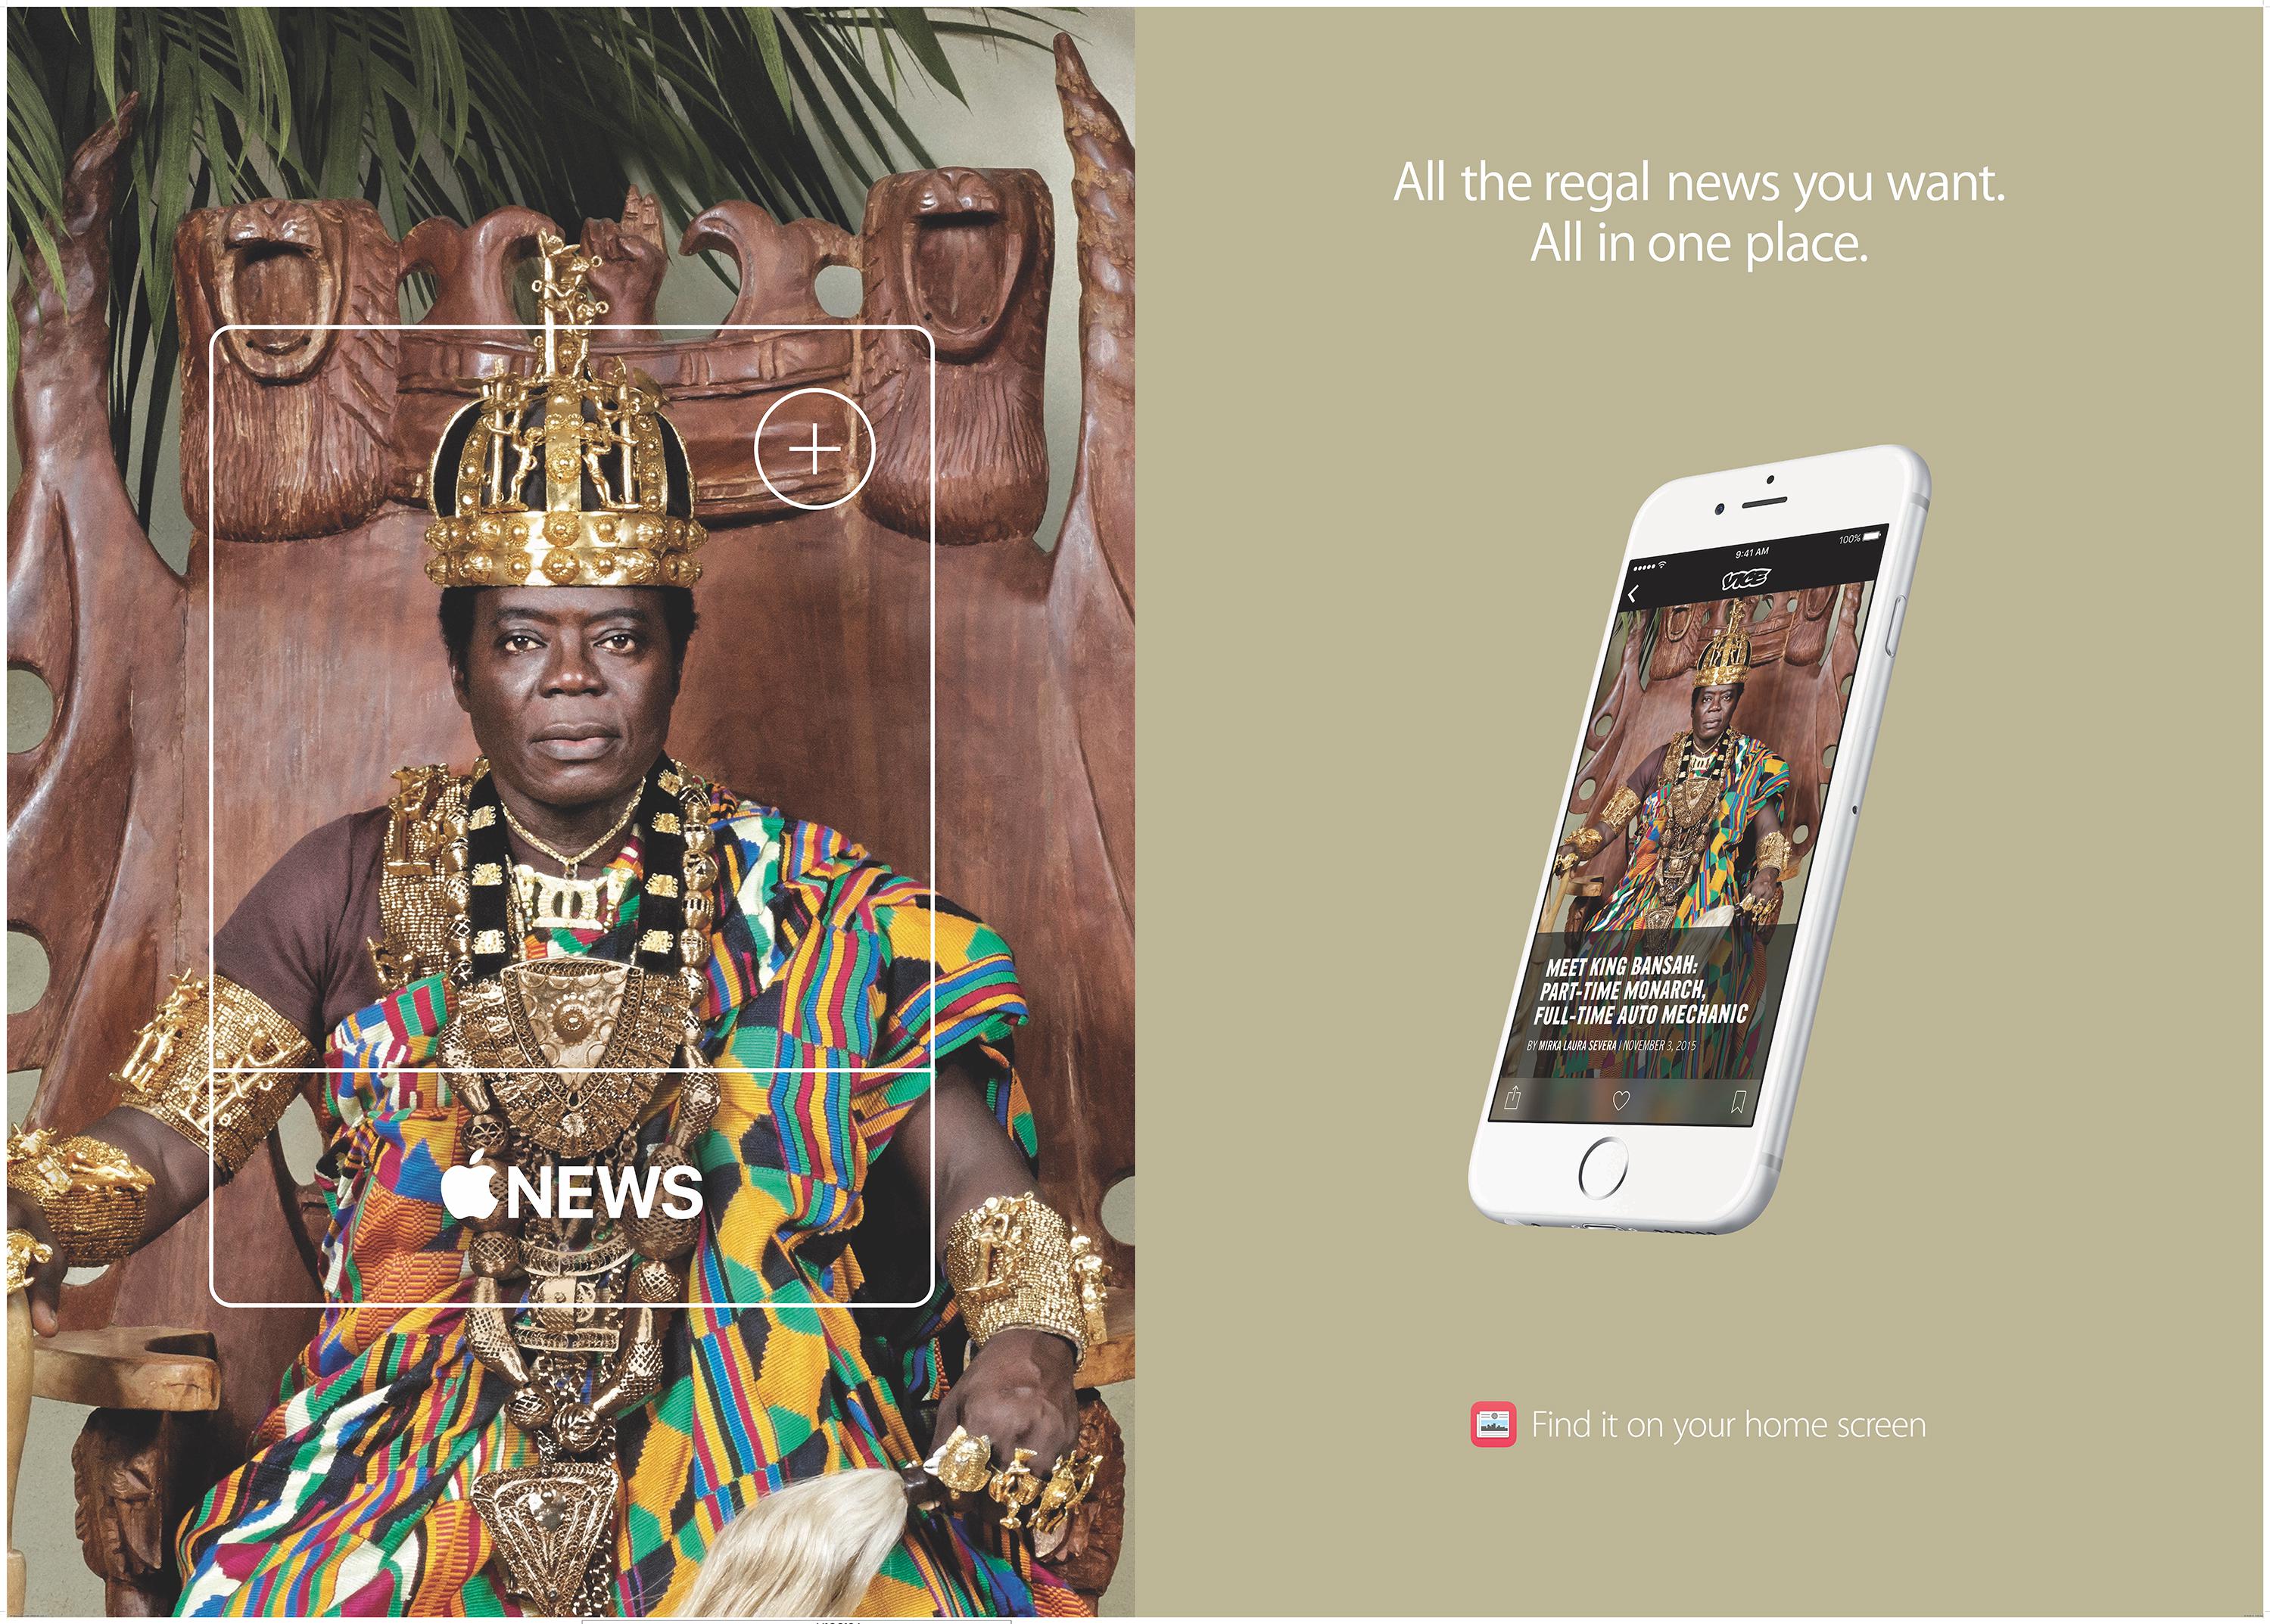 NEWS
All the regal news you want.
All in one place.
9:41 AM
100%
VICE
MEET KING BANSAH:
PART-TIME MONARCH,
FULL-TIME AUTO MECHANIC
BY MIRKA LAURA SEVERA | NOVEMBER 3, 2015
Find it on your home screen